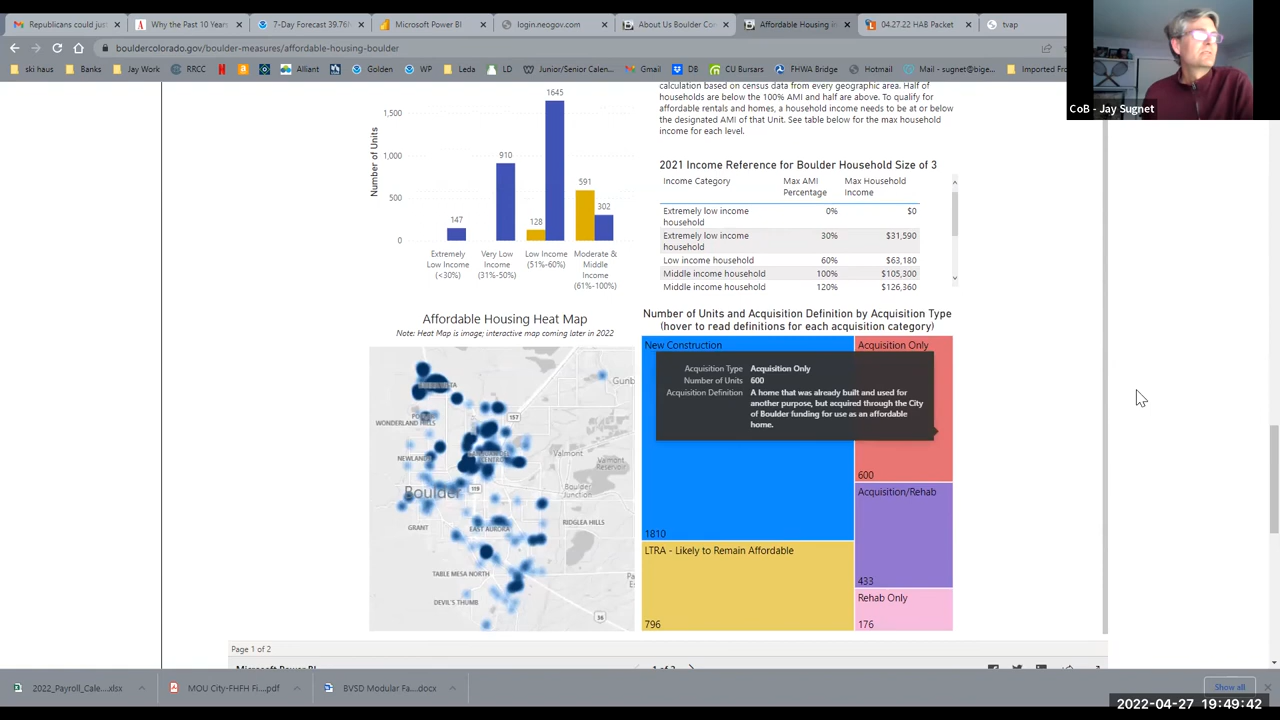 Republicans could just
Why the Past 10 Years
7-Day Forecast 39.76
Microsoft Power BI
login.neogov.com
About Us Boulder Co
Affordable Housing in
04.27.22 HAB Packet
tvap
bouldercolorado.gov/boulder-measures/affordable-housing-boulder
ski haus
Banks
Jay Work
RRCC
Alliant
Golden
WP
Leda
LD
Junior/Senior Calen...
Gmail
DB
CU Bursars
FHWA Bridge
Hotmail
Mail - sugnet@bige...
Imported Fro
CoB - Jay Sugnet
calculation based on census data from every geographic area. Half of
households are below the 100% AMI and half are above. To qualify for
affordable rentals and homes, a household income needs to be at or below
the designated AMI of that Unit. See table below for the max household
income for each level.
Number of Units
1,500
1,000
500
0
147
910
128
1645
591
302
Extremely
Low Income
(<30%)
Very Low
Income
(31%-50%)
Low Income
(51%-60%)
Moderate &
Middle
Income
(61%-100%)
2021 Income Reference for Boulder Household Size of 3
Income Category
Max AMI
Percentage
Max Household
Income
Extremely low income
household
0%
$0
Extremely low income
household
30%
$31,590
Low income household
60%
$63,180
Middle income household
100%
$105,300
Middle income household
120%
$126,360
Affordable Housing Heat Map
Note: Heat Map is image; interactive map coming later in 2022
Gunb
157
WONDERLAND HILLS
NEWLANDS
Valmont
Valmont
Reservoir
Boulder
119
Boulder
Junction
GRANT
EAST AURORA
RIDGLEA HILLS
TABLE MESA NORTH
DEVIL'S THUMB
36
Number of Units and Acquisition Definition by Acquisition Type
(hover to read definitions for each acquisition category)
New Construction
Acquisition Only
Acquisition Type
Acquisition Only
Number of Units
600
Acquisition Definition
A home that was already built and used for
another purpose, but acquired through the City
of Boulder funding for use as an affordable
home.
600
Acquisition/Rehab
1810
LTRA - Likely to Remain Affordable
433
Rehab Only
796
176
Page 1 of 2
Microsoft Power BI
1 of 2
2022_Payroll_Cale....xlsx
MOU City-FHFH Fi....pdf
BVSD Modular Fa....docx
Show all
2022-04-27 19:49:42